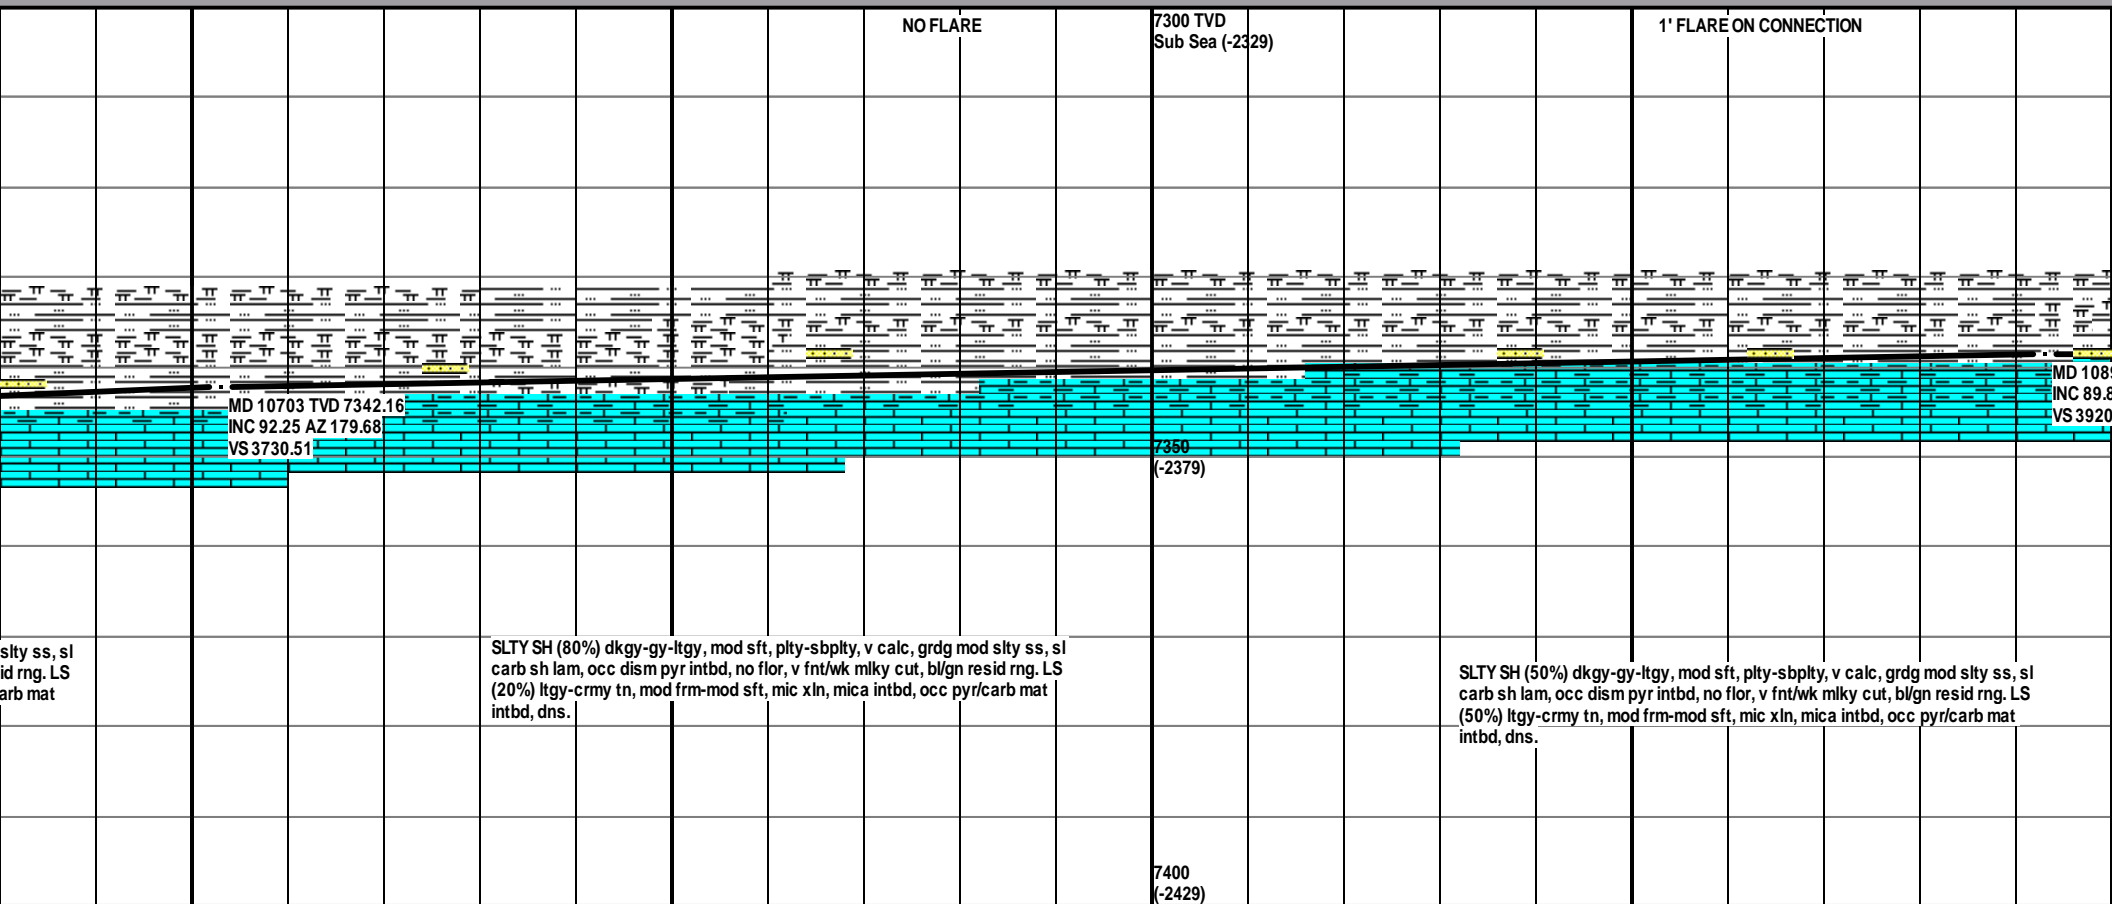 NO FLARE
7300 TVD
Sub Sea (-2329)
1' FLARE ON CONNECTION
MD 10703 TVD 7342.16
INC 92.25 AZ 179.68
VS 3730.51
7350
(-2379)
MD 1089
INC 89.8
VS 3920
slty ss, sl
id rng. LS
arb mat
SLTY SH (80%) dkgy-gy-ltgy, mod sft, plty-sbplty, v calc, grdg mod slty ss, sl
carb sh lam, occ dism pyr intbd, no flor, v fnt/wk mlky cut, bl/gn resid rng. LS
(20%) ltgy-crmy tn, mod frm-mod sft, mic xln, mica intbd, occ pyr/carb mat
intbd, dns.
SLTY SH (50%) dkgy-gy-ltgy, mod sft, plty-sbplty, v calc, grdg mod slty ss, sl
carb sh lam, occ dism pyr intbd, no flor, v fnt/wk mlky cut, bl/gn resid rng. LS
(50%) ltgy-crmy tn, mod frm-mod sft, mic xln, mica intbd, occ pyr/carb mat
intbd, dns.
7400
(-2429)